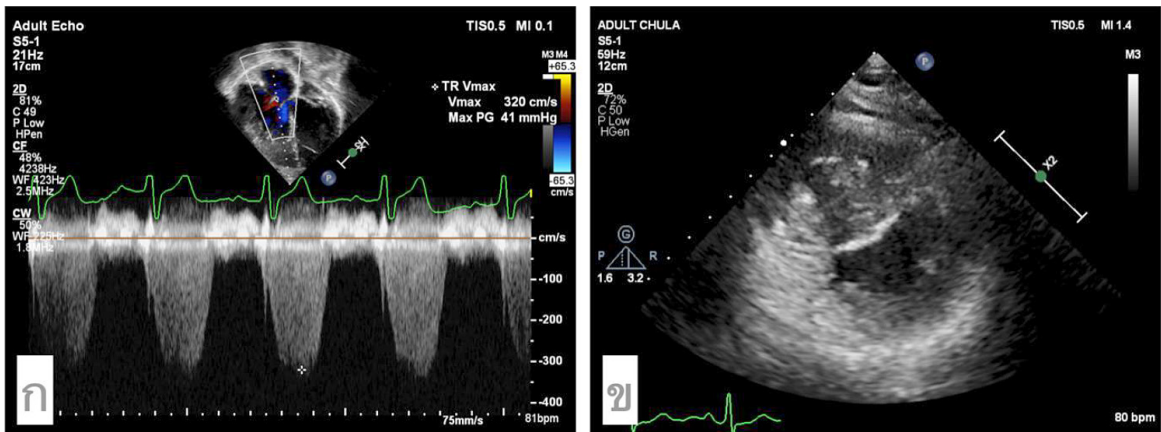 Adult Echo
TIS0.5 MI 0.1
S5-1
21Hz
17cm
2D
81%
C 49
P Low
HPen
CF
48%
4238Hz
WF 423Hz
2.5MHz
CW
50%
WF 225Hz
1.8MHz
M3 M4
+65.3
-65.3
cm/s
TR Vmax
Vmax 320 cm/s
Max PG 41 mmHg
P
cm/s
-100
-200
-300
-400
75mm/s
81bpm
ก
ADULT CHULA
TIS0.5 MI 1.4
S5-1
59Hz
12cm
2D
72%
C 50
P Low
HGen
M3
P
X2
G
P R
1.6 3.2
80 bpm
ข